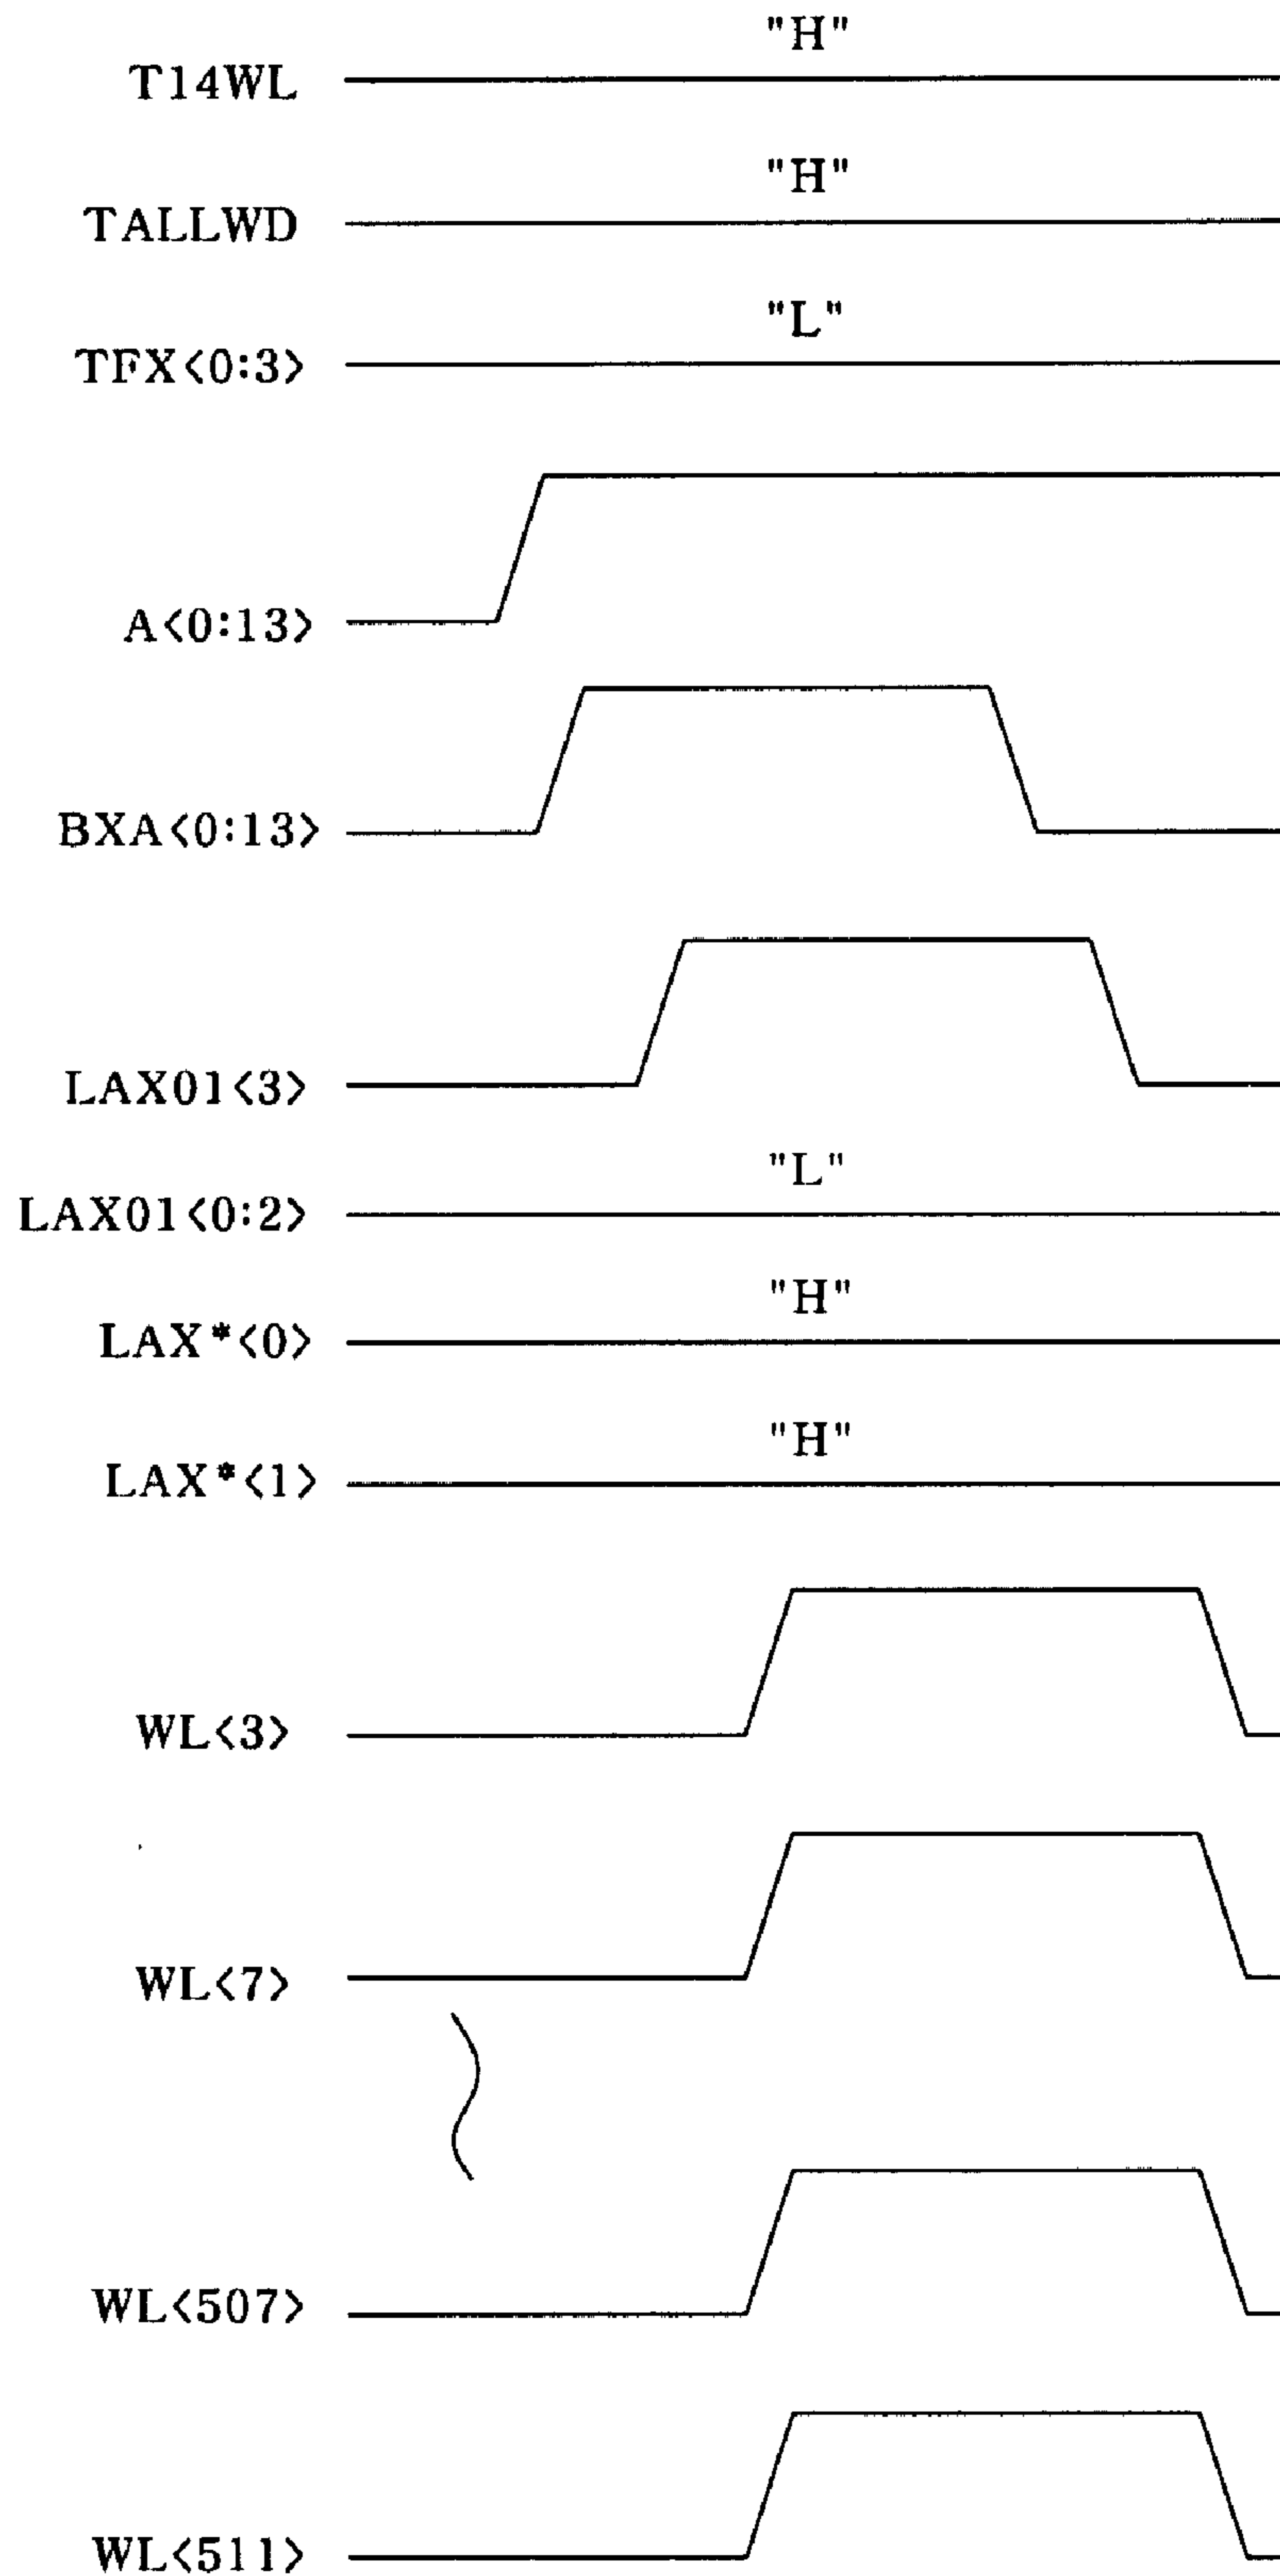 "H"
T14WL
"H"
TALLWD
"L"
TFX<0:3>
A<0:13>
BXA<0:13>
LAX01<3>
"L"
LAX01<0:2>
"H"
LAX*<0>
"H"
LAX*<1>
WL<3>
WL<7>
WL<507>
WL<511>